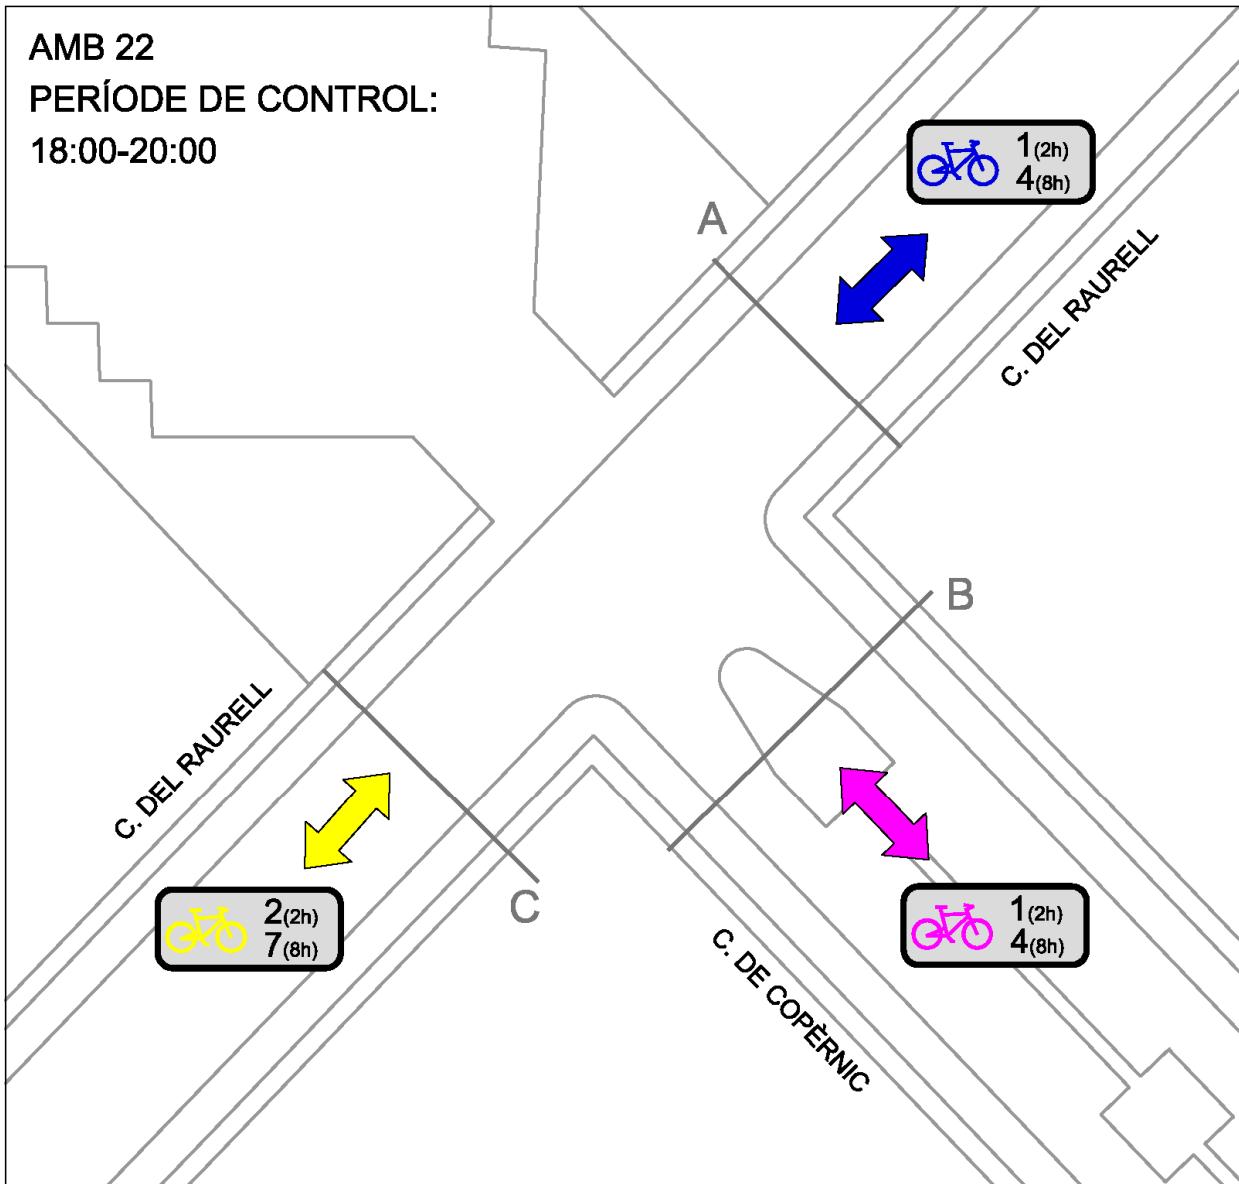 AMB 22
PERÍODE DE CONTROL:
18:00-20:00
1(2h)
4(8h)
A
C. DEL RAURELL
B
C. DEL RAURELL
C
2(2h)
7(8h)
1(2h)
4(8h)
C. DE COPÈRNIC